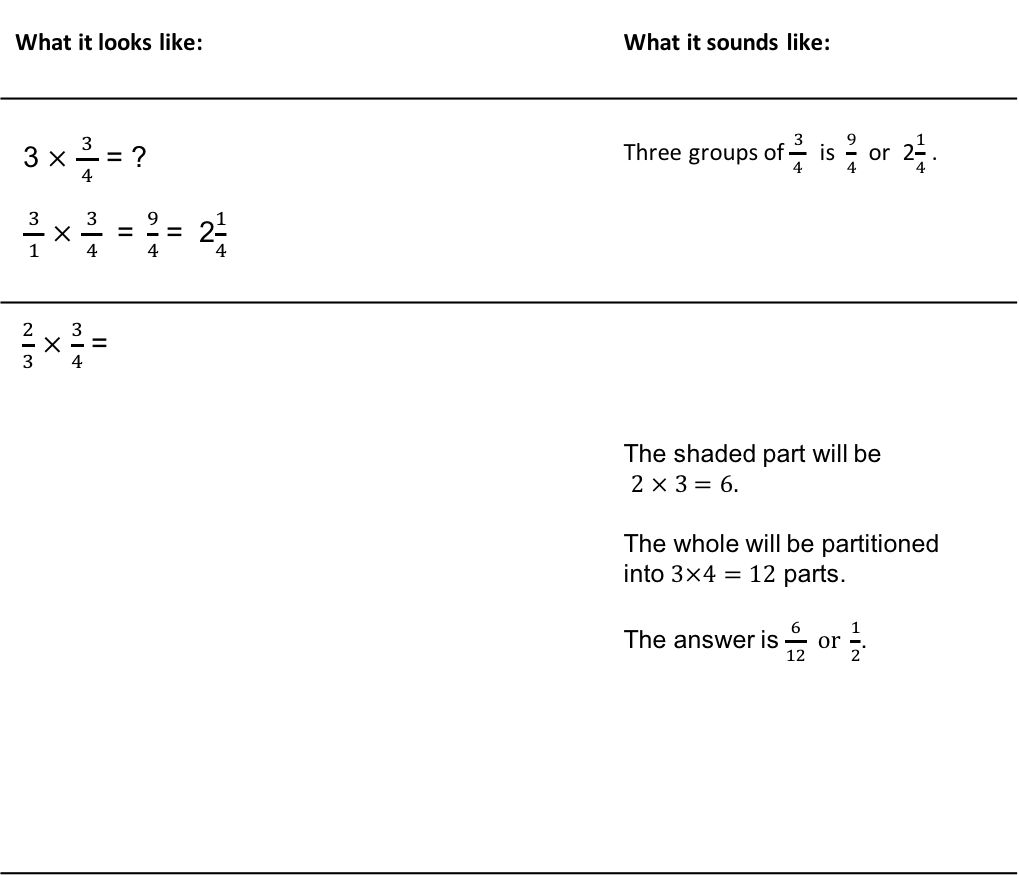 What it looks like: What it sounds like:
3 × 3/4 = ? Three groups of 3/4 is 9/4 or 2 1/4 .
3/1 × 3/4 = 9/4 = 2 1/4
2/3 × 3/4 =
The shaded part will be
2 × 3 = 6.
The whole will be partitioned
into 3×4 = 12 parts.
The answer is 6/12 or 1/2.